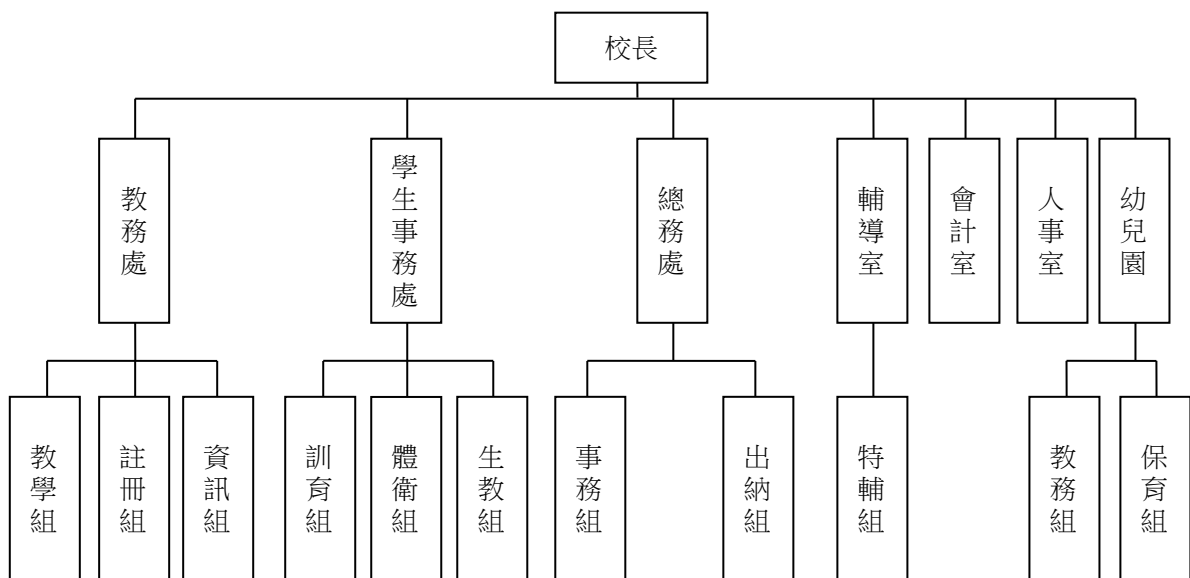 校長
教務處
學生事務處
總務處
輔導室
會計室
人事室
幼兒園
教學組
註冊組
資訊組
訓育組
體衛組
生教組
事務組
出納組
特輔組
教務組
保育組